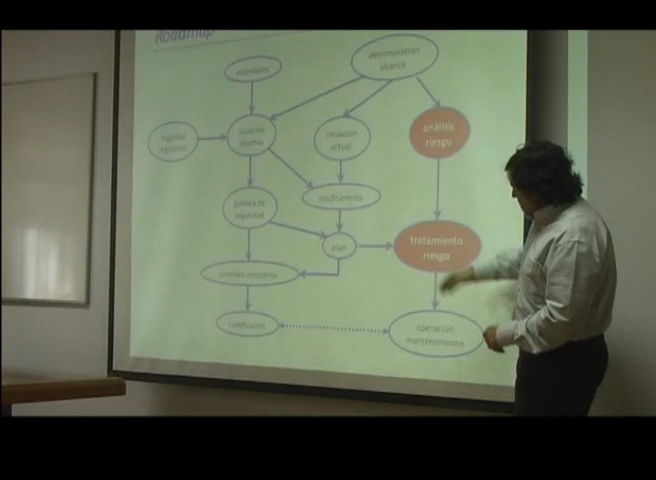 Roadmap
determinación
alcance
estándares
legalidad
regulación
situación
objetivo
situación
actual
análisis
riesgo
insuficiencias
política de
seguridad
plan
tratamiento
riesgo
certificación
operación
mantenimiento